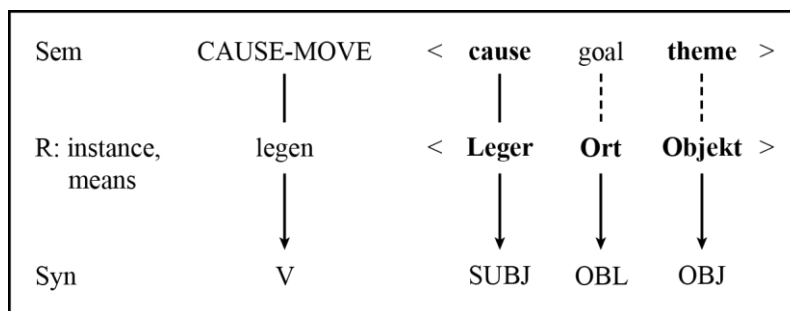 Sem CAUSE-MOVE < cause goal theme >
R: instance, legen < Leger Ort Objekt >
means
Syn V SUBJ OBL OBJ